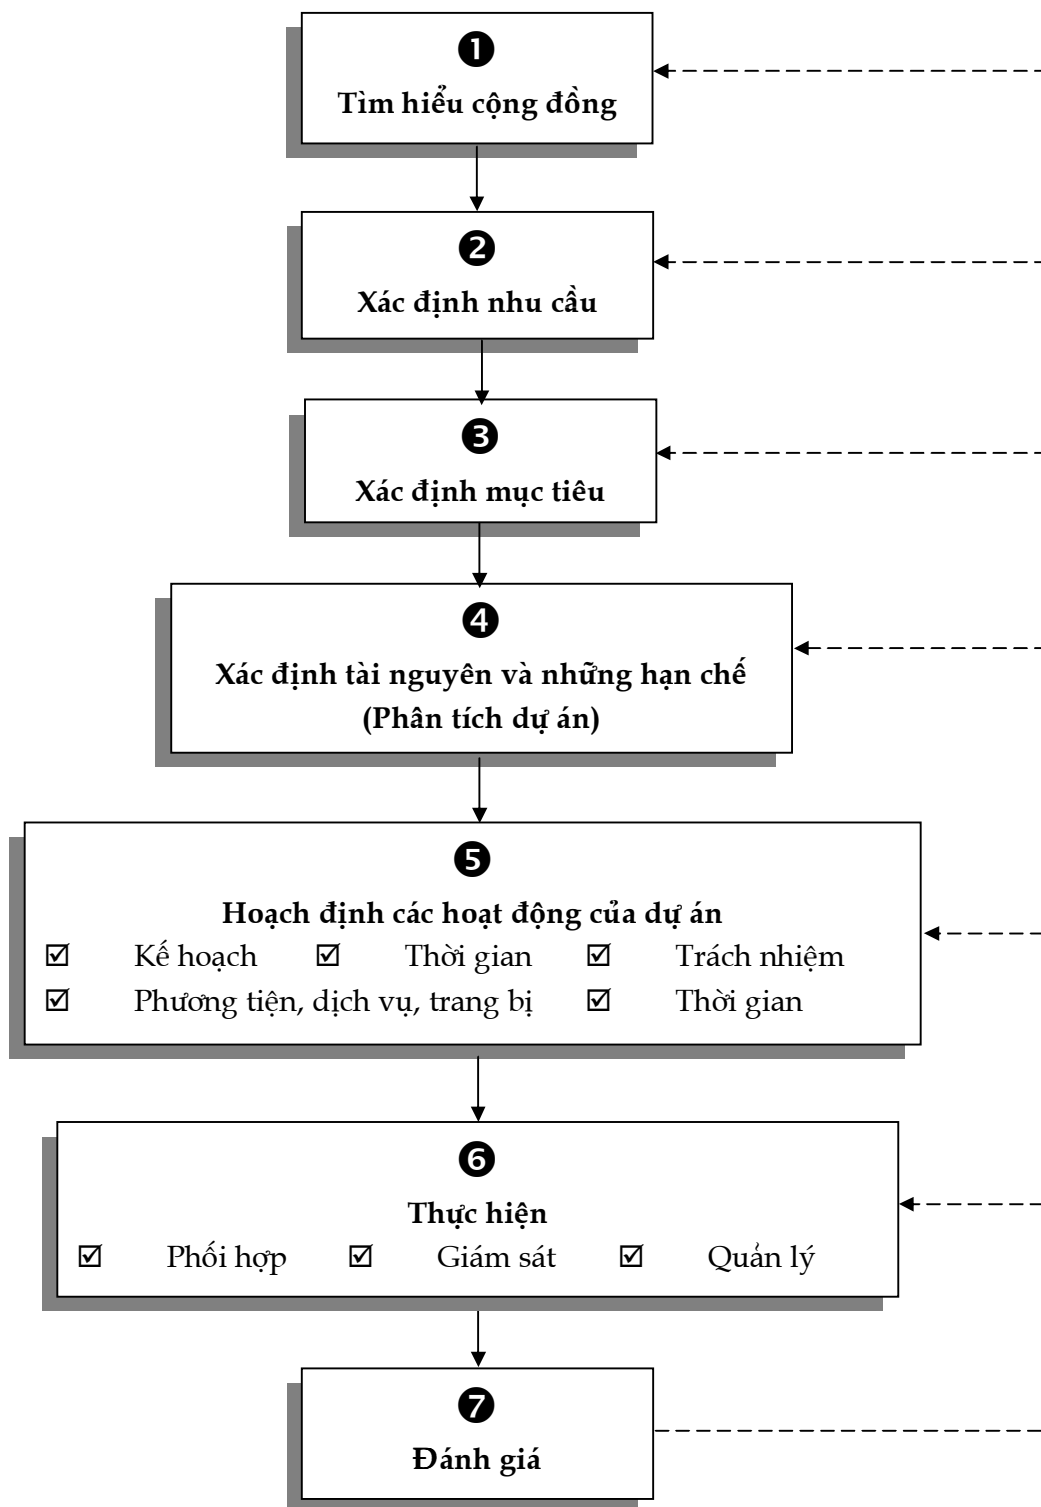 ❶
Tìm hiểu cộng đồng
❷
Xác định nhu cầu
❸
Xác định mục tiêu
❹
Xác định tài nguyên và những hạn chế
(Phân tích dự án)
❺
Hoạch định các hoạt động của dự án
☑ Kế hoạch ☑ Thời gian ☑ Trách nhiệm
☑ Phương tiện, dịch vụ, trang bị ☑ Thời gian
❻
Thực hiện
☑ Phối hợp ☑ Giám sát ☑ Quản lý
❼
Đánh giá